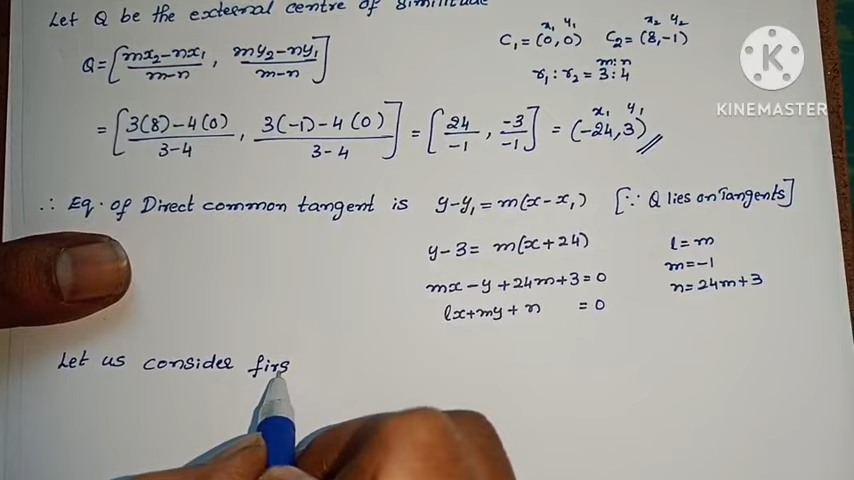 Let Q be the external centre of similitude
x₁ y₁ x₂ y₂
C₁ = (0,0) C₂ = (8,-1)
Q = [mx₂-nx₁/m-n , my₂-ny₁/m-n]
m:n
r₁ : r₂ = 3:4
K
KINEMASTER
x₁ y₁
= [3(8)-4(0)/3-4 , 3(-1)-4(0)/3-4] = [24/-1 , -3/-1] = (-24,3)
∴ Eq. of Direct common tangent is y-y₁ = m(x-x₁) [∵ Q lies on Tangents]
y-3 = m(x+24) l = m
mx-y+24m+3 = 0 m = -1
lx+my+n = 0 n = 24m+3
Let us consider firs